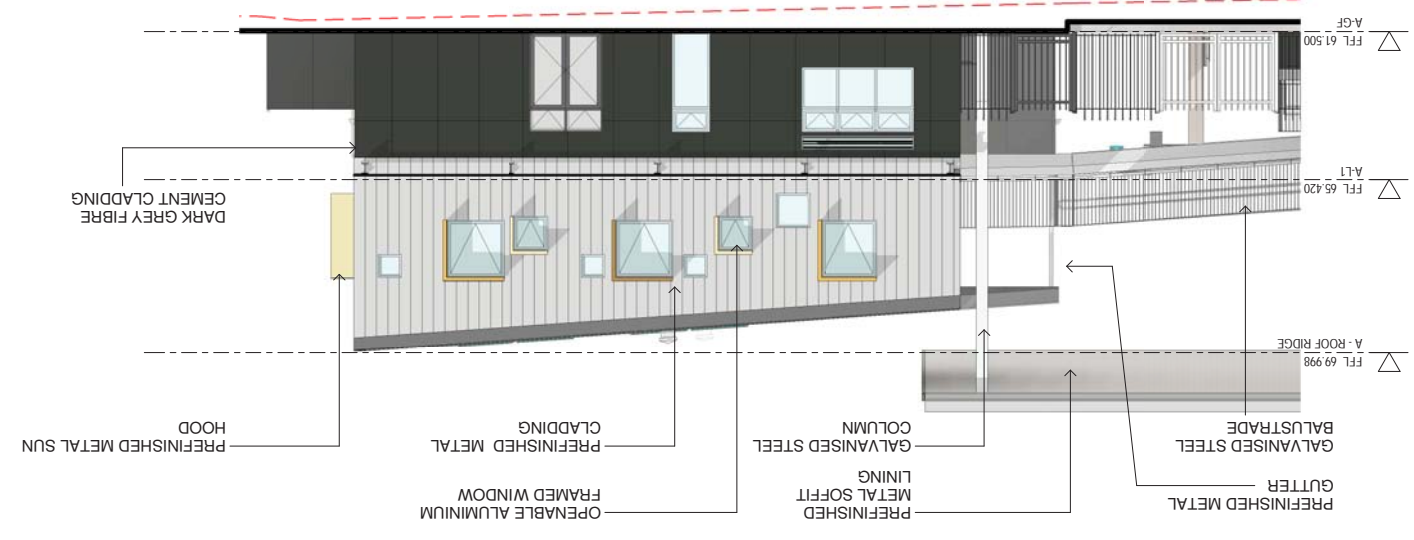 PREFINISHED METAL
GUTTER
PREFINISHED
METAL SOFFIT
LINING
OPENABLE ALUMINIUM
FRAMED WINDOW
GALVANISED STEEL
BALUSTRADE
GALVANISED STEEL
COLUMN
PREFINISHED METAL
CLADDING
PREFINISHED METAL SUN
HOOD
FFL 69.998
A - ROOF RIDGE
DARK GREY FIBRE
CEMENT CLADDING
FFL 65.420
A-L1
FFL 61.500
A-GF